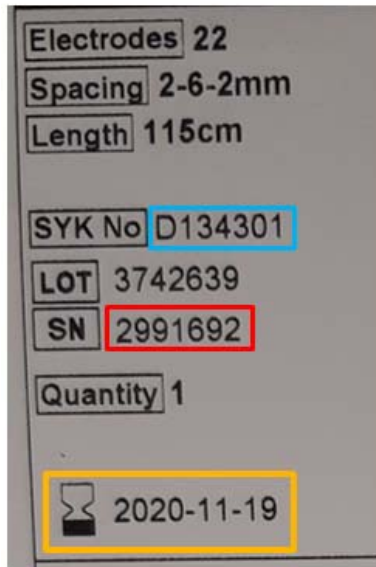 Electrodes 22
Spacing 2-6-2mm
Length 115cm
SYK No D134301
LOT 3742639
SN 2991692
Quantity 1
2020-11-19